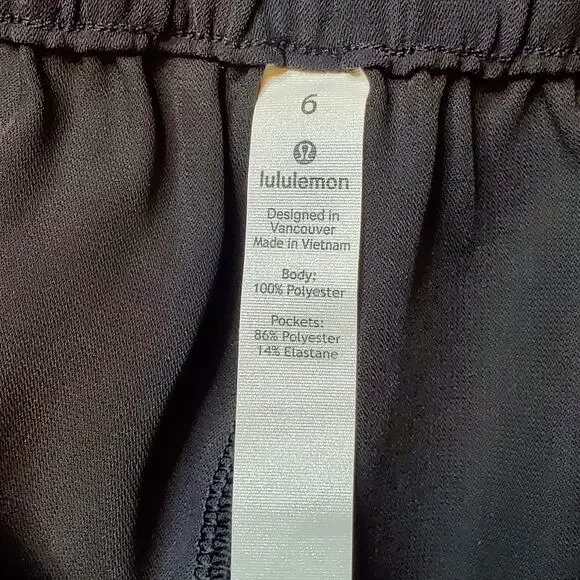 6
lululemon
Designed in
Vancouver
Made in Vietnam
Body:
100% Polyester
Pockets:
86% Polyester
14% Elastane